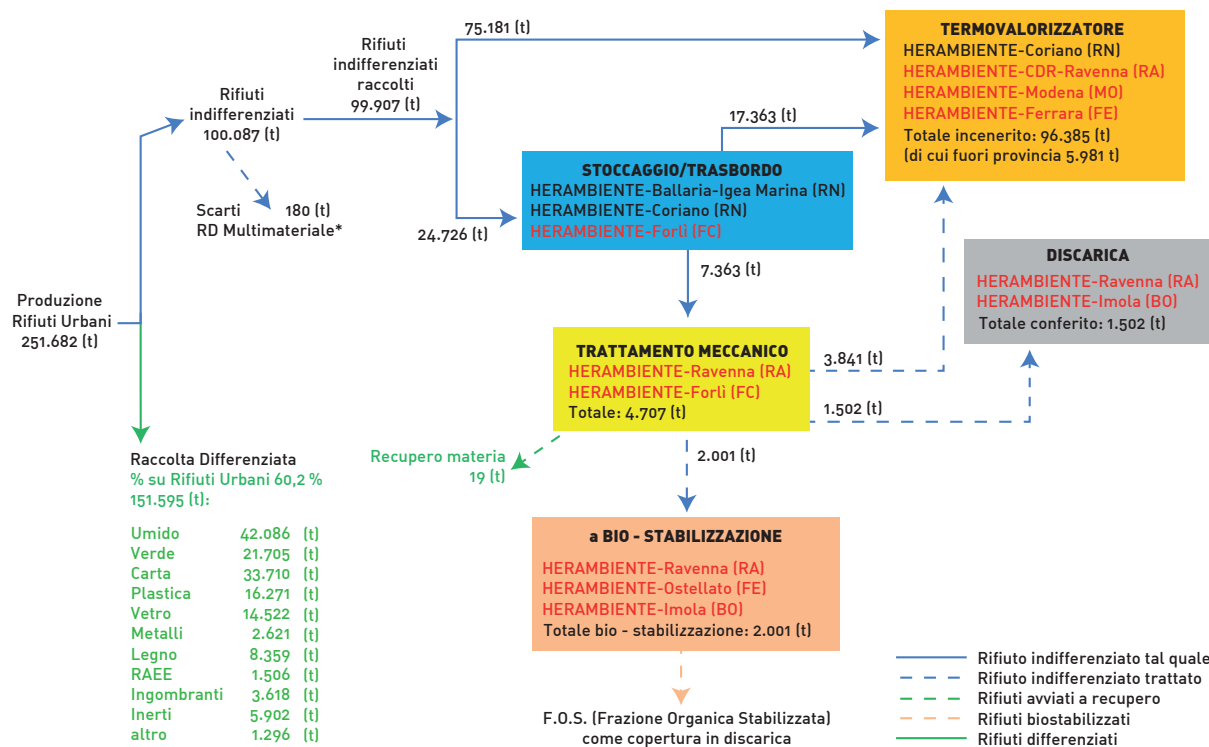 Produzione
Rifiuti Urbani
251.682 (t)
Rifiuti
indifferenziati
100.087 (t)
Scarti 180 (t)
RD Multimateriale*
Rifiuti
indifferenziati
raccolti
99.907 (t)
75.181 (t)
24.726 (t)
TERMOVALORIZZATORE
HERAMBIENTE-Coriano (RN)
HERAMBIENTE-CDR-Ravenna (RA)
HERAMBIENTE-Modena (MO)
HERAMBIENTE-Ferrara (FE)
Totale incenerito: 96.385 (t)
(di cui fuori provincia 5.981 t)
17.363 (t)
STOCCAGGIO/TRASBORDO
HERAMBIENTE-Ballaria-Igea Marina (RN)
HERAMBIENTE-Coriano (RN)
HERAMBIENTE-Forlì (FC)
7.363 (t)
DISCARICA
HERAMBIENTE-Ravenna (RA)
HERAMBIENTE-Imola (BO)
Totale conferito: 1.502 (t)
TRATTAMENTO MECCANICO
HERAMBIENTE-Ravenna (RA)
HERAMBIENTE-Forlì (FC)
Totale: 4.707 (t)
3.841 (t)
1.502 (t)
Recupero materia
19 (t)
2.001 (t)
a BIO - STABILIZZAZIONE
HERAMBIENTE-Ravenna (RA)
HERAMBIENTE-Ostellato (FE)
HERAMBIENTE-Imola (BO)
Totale bio - stabilizzazione: 2.001 (t)
F.O.S. (Frazione Organica Stabilizzata)
come copertura in discarica
Raccolta Differenziata
% su Rifiuti Urbani 60,2 %
151.595 (t):
Umido 42.086 (t)
Verde 21.705 (t)
Carta 33.710 (t)
Plastica 16.271 (t)
Vetro 14.522 (t)
Metalli 2.621 (t)
Legno 8.359 (t)
RAEE 1.506 (t)
Ingombranti 3.618 (t)
Inerti 5.902 (t)
altro 1.296 (t)
Rifiuto indifferenziato tal quale
Rifiuto indifferenziato trattato
Rifiuti avviati a recupero
Rifiuti biostabilizzati
Rifiuti differenziati